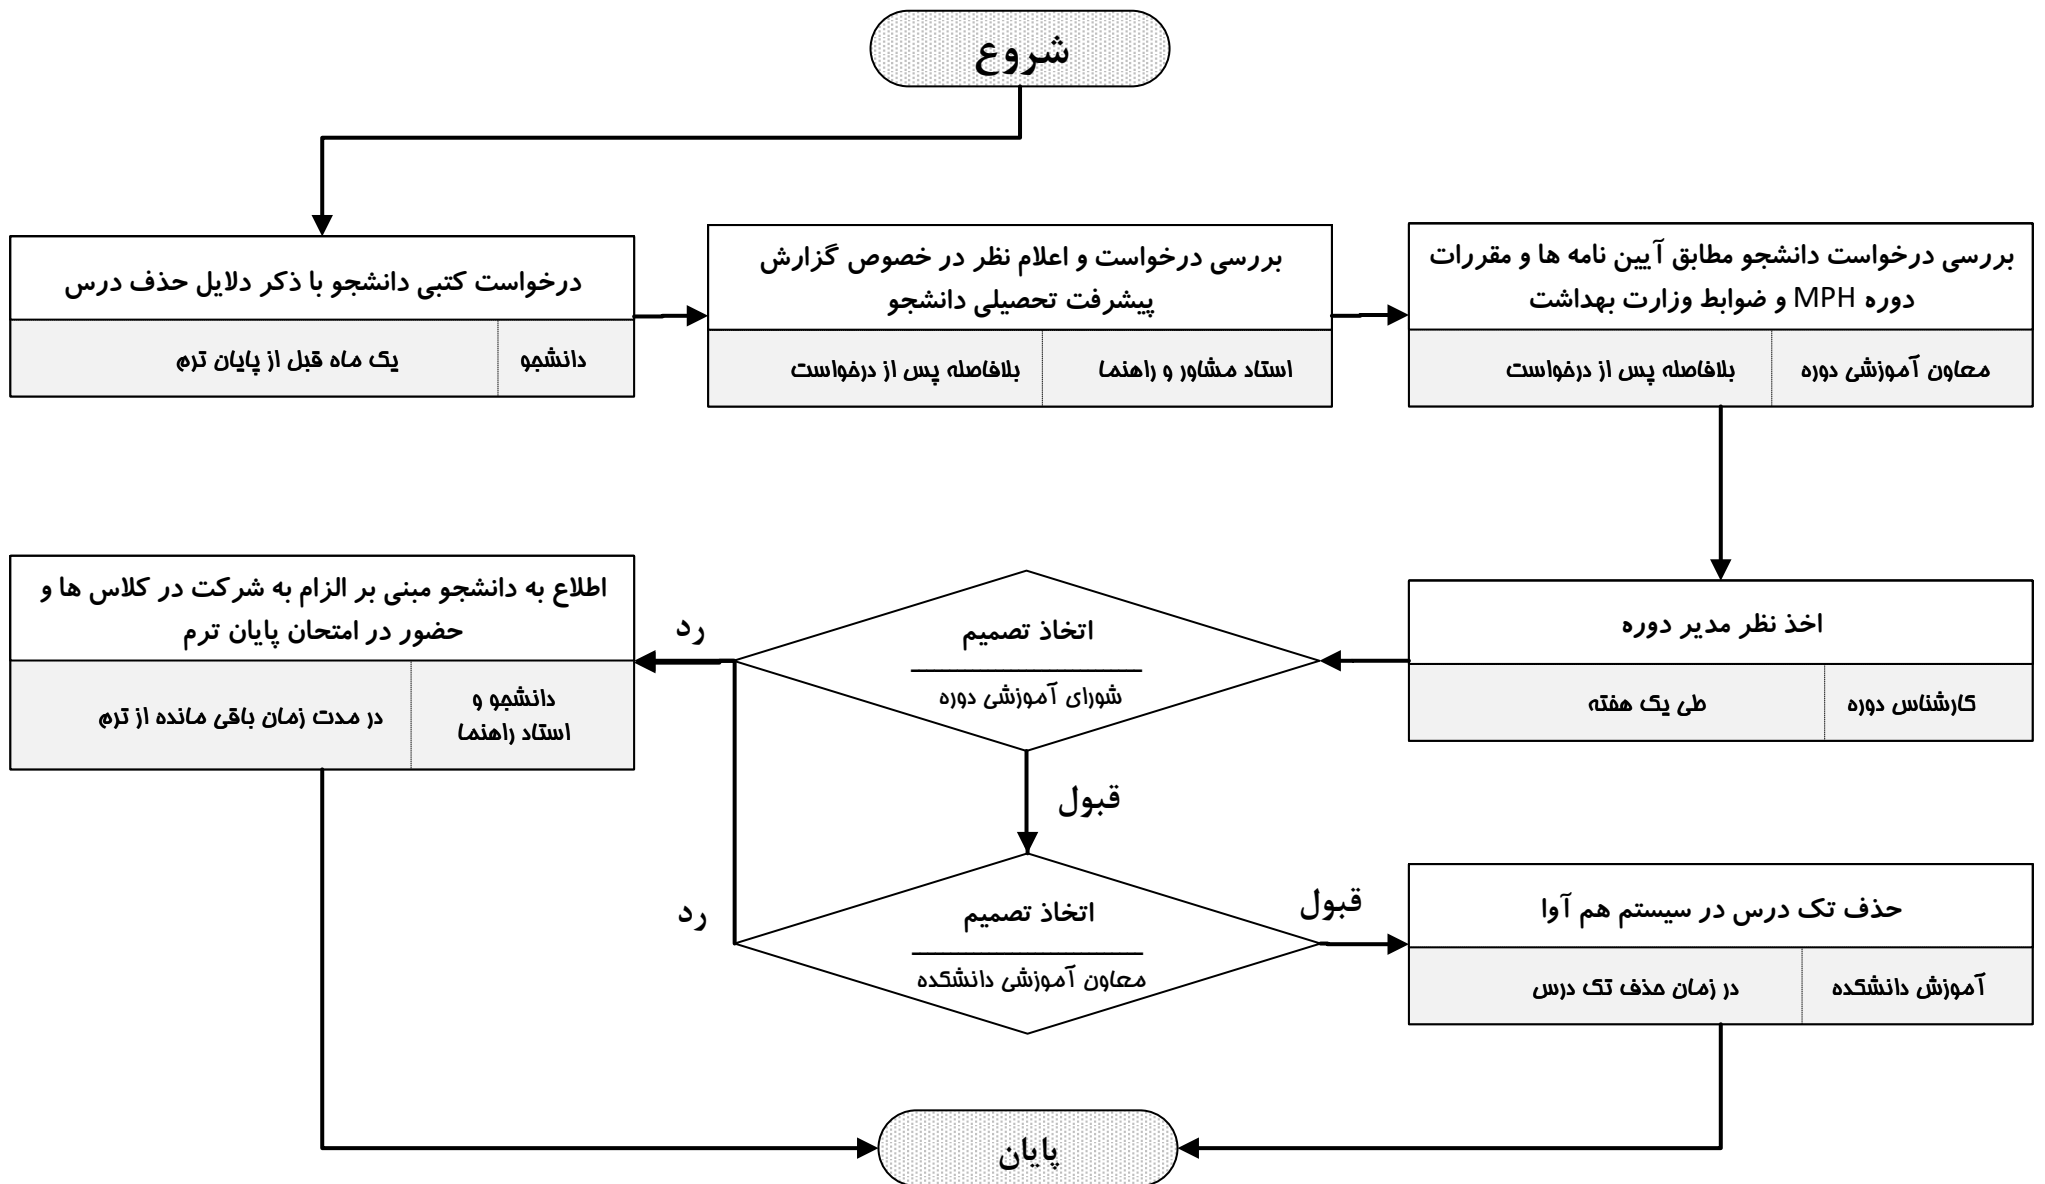 شروع
درخواست کتبی دانشجو با ذکر دلایل حذف درس
دانشجو
یک ماه قبل از پایان ترم
بررسی درخواست و اعلام نظر در خصوص گزارش
پیشرفت تحصیلی دانشجو
استاد مشاور و راهنما
بلافاصله پس از درخواست
بررسی درخواست دانشجو مطابق آیین نامه ها و مقررات
دوره MPH و ضوابط وزارت بهداشت
معاون آموزشی دوره
بلافاصله پس از درخواست
اخذ نظر مدیر دوره
کارشناس دوره
طی یک هفته
اتخاذ تصمیم
شورای آموزشی دوره
رد
اطلاع به دانشجو مبنی بر الزام به شرکت در کلاس ها و
حضور در امتحان پایان ترم
دانشجو و
استاد راهنما
در مدت زمان باقی مانده از ترم
قبول
اتخاذ تصمیم
معاون آموزشی دانشکده
رد
قبول
حذف تک درس در سیستم هم آوا
آموزش دانشکده
در زمان حذف تک درس
پایان